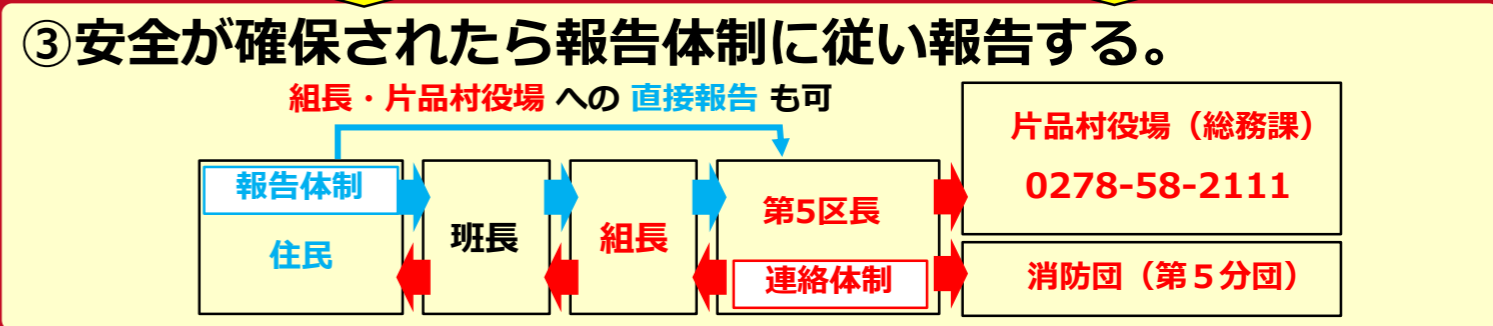 ③安全が確保されたら報告体制に従い報告する。
組長・片品村役場 への 直接報告 も可
報告体制
住民
班長
組長
第5区長
連絡体制
片品村役場（総務課）
0278-58-2111
消防団（第５分団）